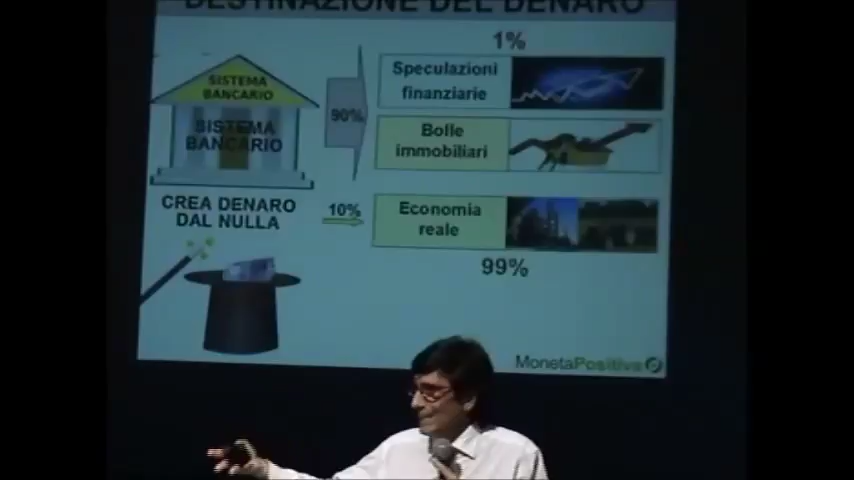 DESTINAZIONE DEL DENARO
1%
SISTEMA
BANCARIO
SISTEMA
BANCARIO
90%
Speculazioni
finanziarie
Bolle
immobiliari
CREA DENARO
DAL NULLA
10%
Economia
reale
99%
MonetaPositiva